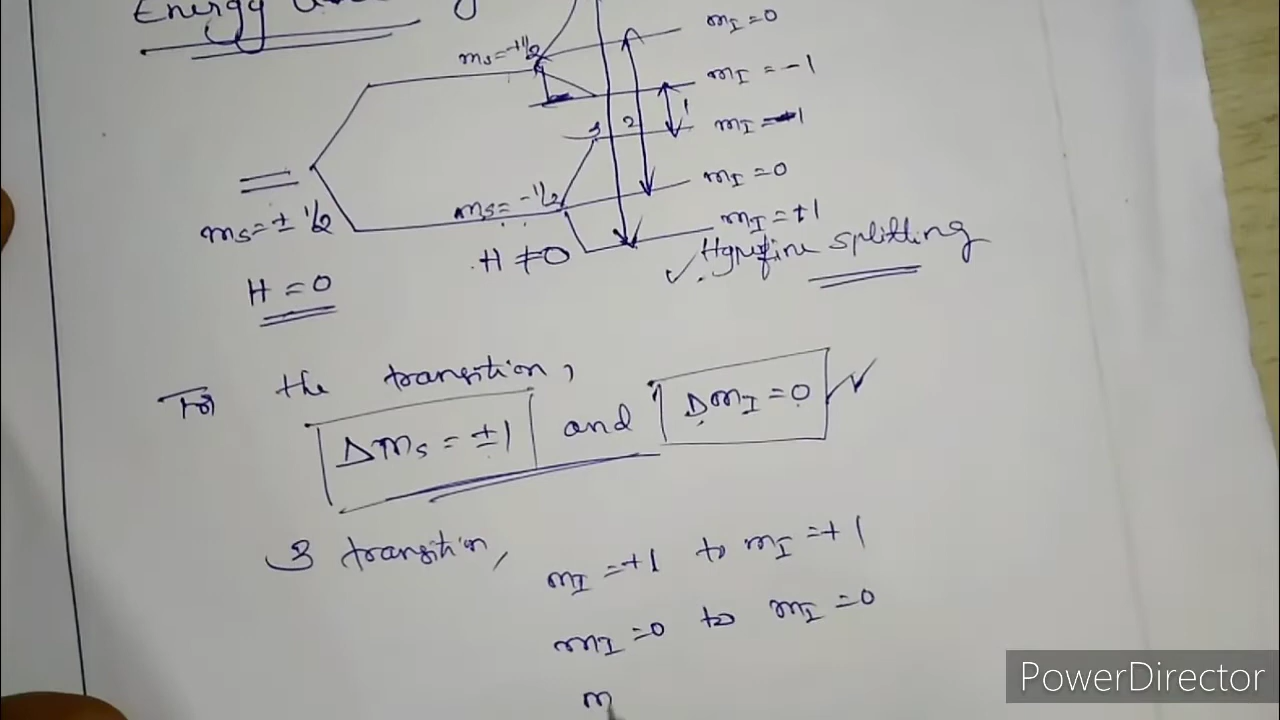 Energy
mI = 0
ms = +1/2
mI = -1
3 2 1
mI = -1
mI = 0
ms = ± 1/2
ms = -1/2
mI = +1
H ≠ 0
Hyperfine splitting
H = 0
For the transition,
Δms = ±1 and ΔmI = 0
3 transition,
mI = +1 to mI = +1
mI = 0 to mI = 0
m
PowerDirector